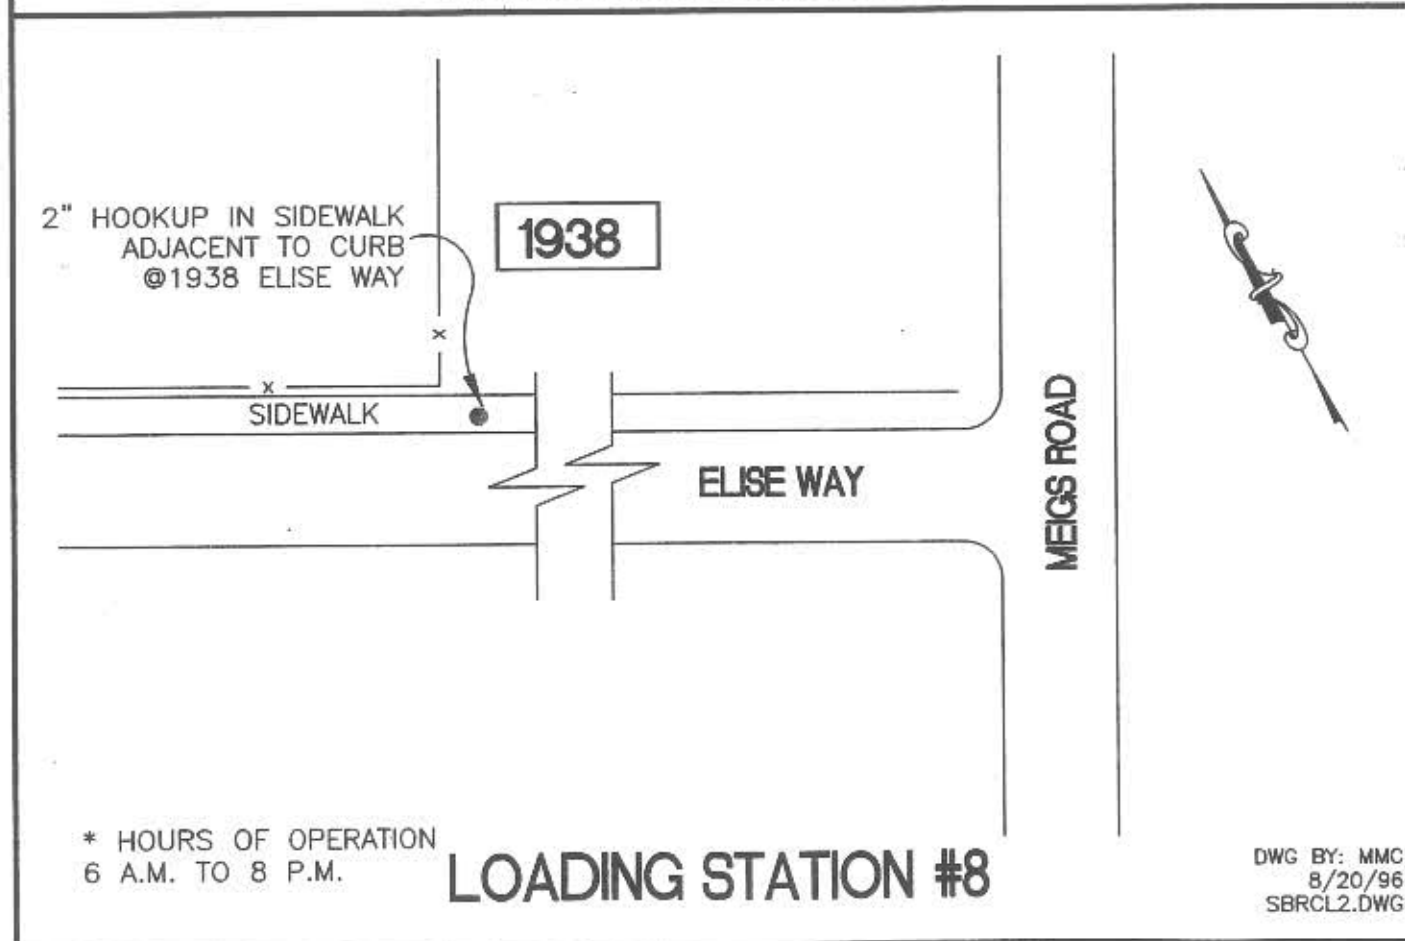 2" HOOKUP IN SIDEWALK
ADJACENT TO CURB
@1938 ELISE WAY
1938
x
x
SIDEWALK
ELISE WAY
MEIGS ROAD
* HOURS OF OPERATION
6 A.M. TO 8 P.M.
LOADING STATION #8
DWG BY: MMC
8/20/96
SBRCL2.DWG